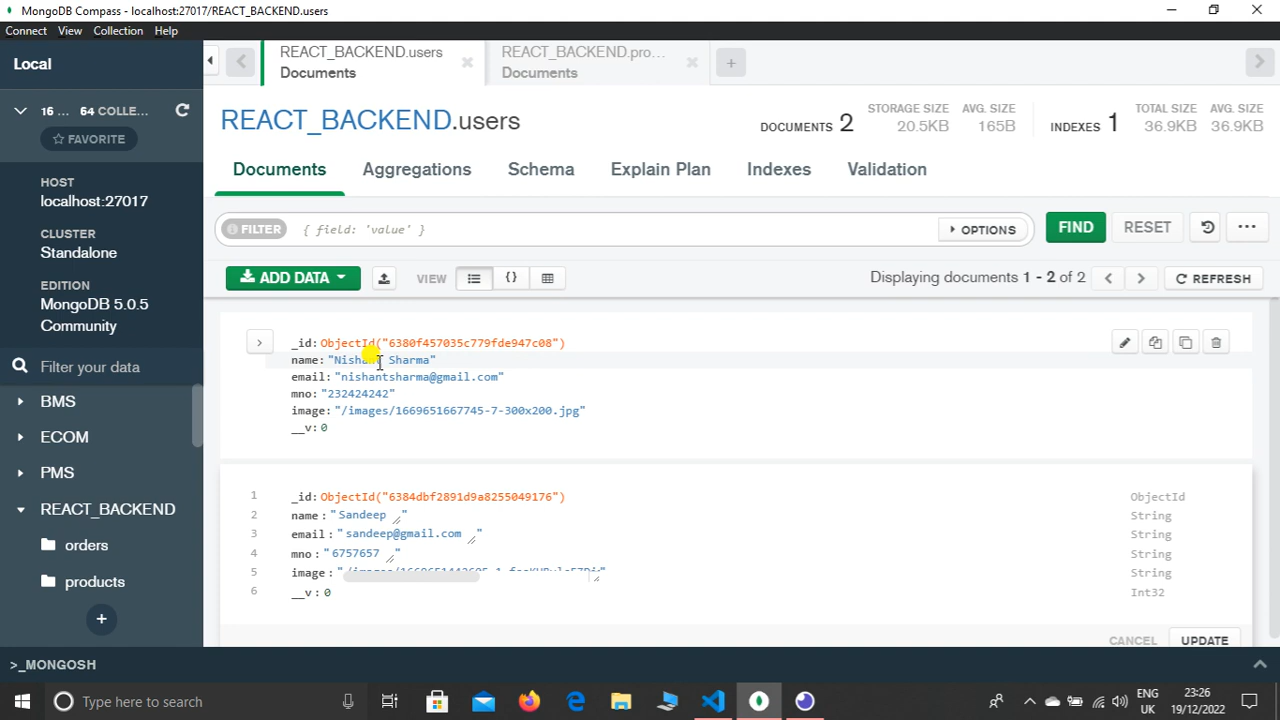 MongoDB Compass - localhost:27017/REACT_BACKEND.users
Connect View Collection Help
Local
16 ... 64 COLLE...
FAVORITE
HOST
localhost:27017
CLUSTER
Standalone
EDITION
MongoDB 5.0.5
Community
Filter your data
BMS
ECOM
PMS
REACT_BACKEND
orders
products
REACT_BACKEND.users
Documents
REACT_BACKEND.pro...
Documents
REACT_BACKEND.users
DOCUMENTS 2
STORAGE SIZE
20.5KB
AVG. SIZE
165B
INDEXES 1
TOTAL SIZE
36.9KB
AVG. SIZE
36.9KB
Documents Aggregations Schema Explain Plan Indexes Validation
FILTER { field: 'value' } OPTIONS FIND RESET ...
ADD DATA VIEW {} Displaying documents 1 - 2 of 2 REFRESH
_id: ObjectId("6380f457035c779fde947c08")
name: "Nishant Sharma"
email: "nishantsharma@gmail.com"
mno: "232424242"
image: "/images/1669651667745-7-300x200.jpg"
__v: 0
1 _id: ObjectId("6384dbf2891d9a8255049176") ObjectId
2 name: "Sandeep" String
3 email: "sandeep@gmail.com" String
4 mno: "6757657" String
5 image: String
6 __v: 0 Int32
CANCEL UPDATE
>_MONGOSH
Type here to search
ENG
UK
23:26
19/12/2022